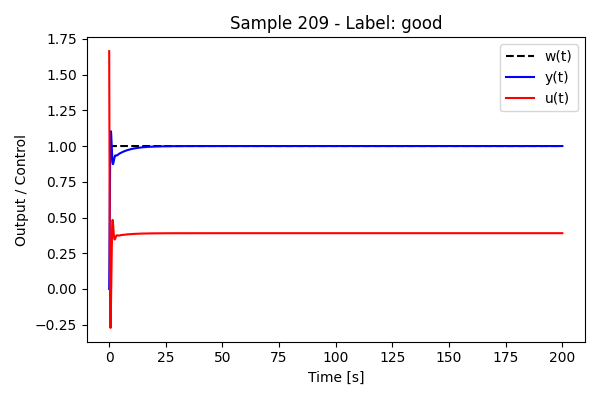 Sample 209 - Label: good
Output / Control
1.75
1.50
1.25
1.00
0.75
0.50
0.25
0.00
−0.25
w(t)
y(t)
u(t)
0 25 50 75 100 125 150 175 200
Time [s]